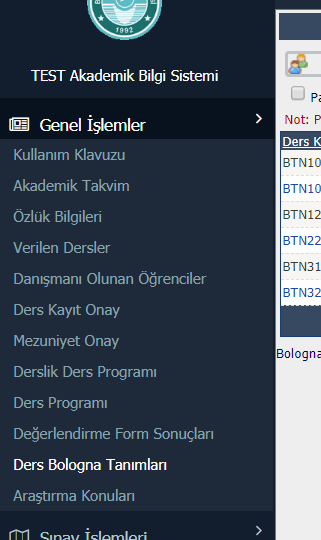 1992
TEST Akademik Bilgi Sistemi
Genel İşlemler
Kullanım Klavuzu
Akademik Takvim
Özlük Bilgileri
Verilen Dersler
Danışmanı Olunan Öğrenciler
Ders Kayıt Onay
Mezuniyet Onay
Derslik Ders Programı
Ders Programı
Değerlendirme Form Sonuçları
Ders Bologna Tanımları
Araştırma Konuları
Sınav İşlemleri
Pa
Not: P
Ders K
BTN10
BTN10
BTN12
BTN22
BTN31
BTN32
Bologna